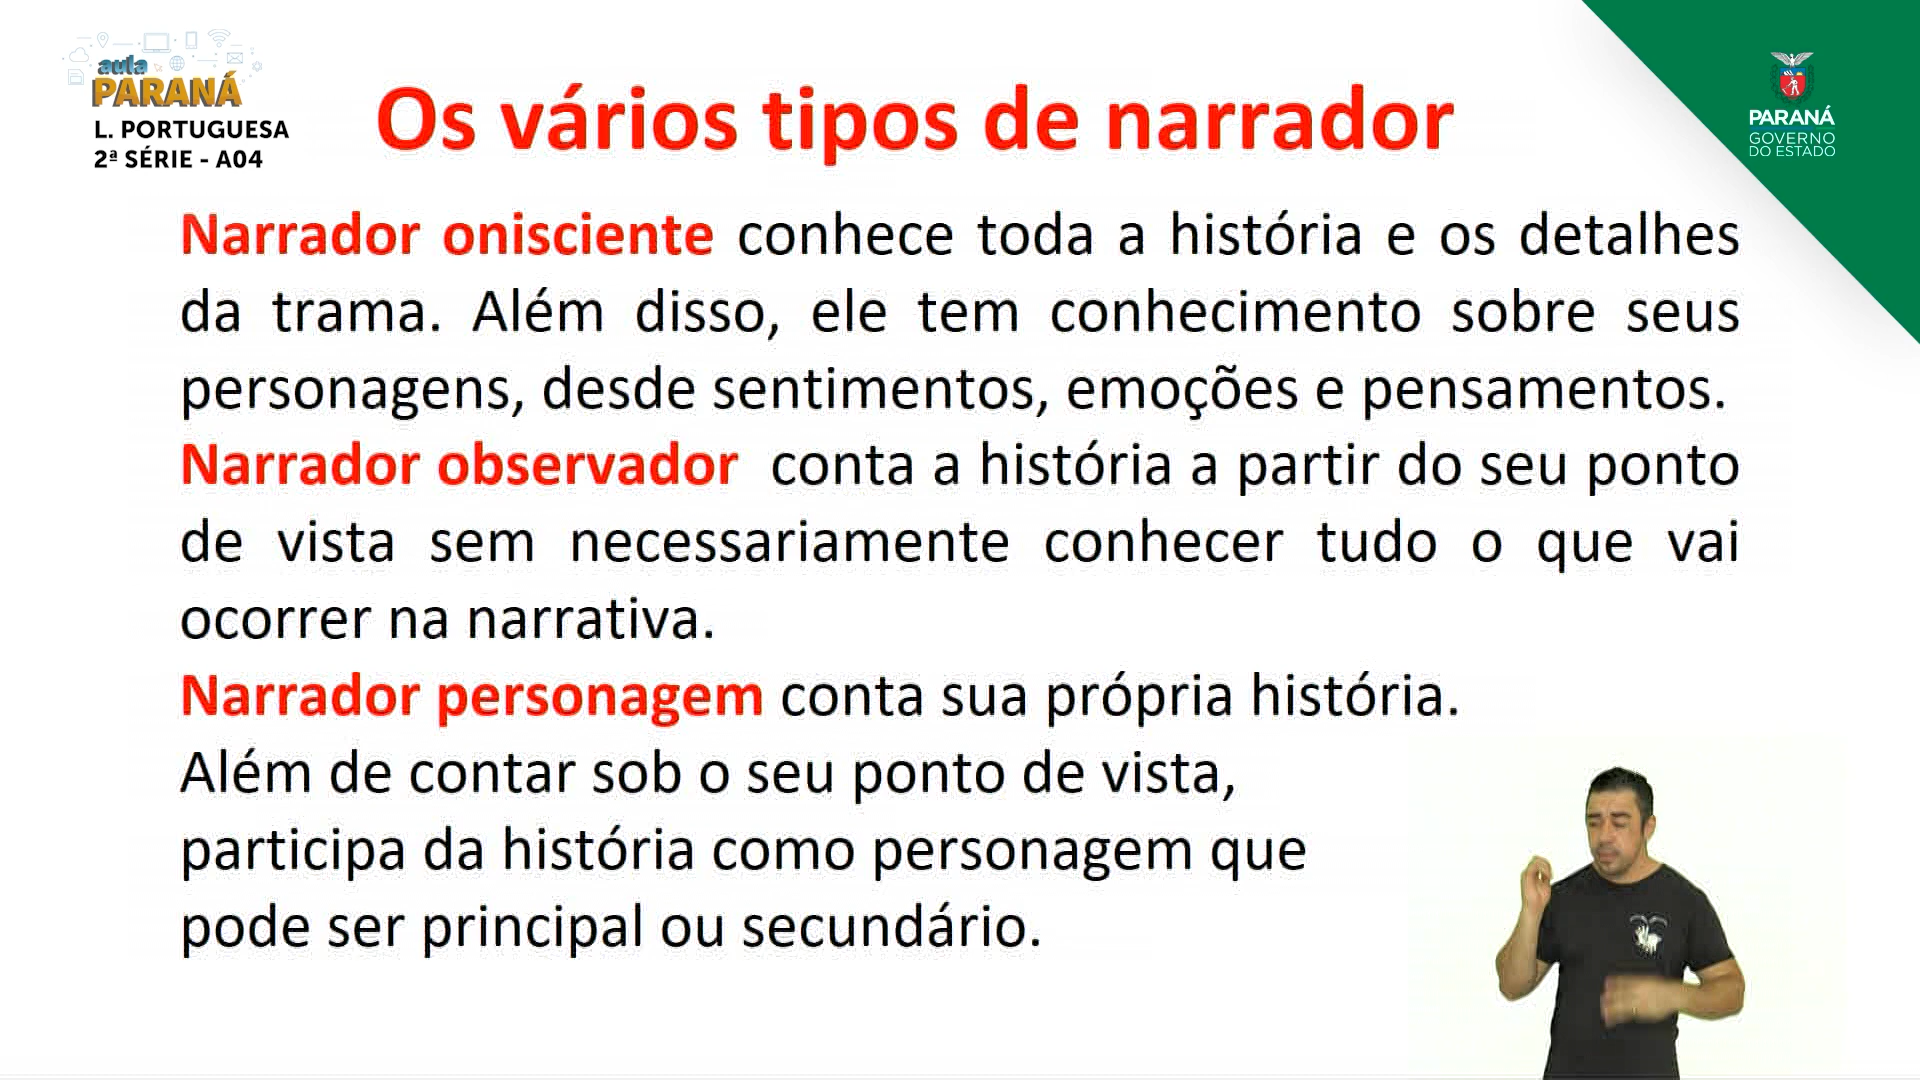 aula
PARANÁ
L. PORTUGUESA
2ª SÉRIE - A04
Os vários tipos de narrador
PARANÁ
GOVERNO
DO ESTADO
Narrador onisciente conhece toda a história e os detalhes
da trama. Além disso, ele tem conhecimento sobre seus
personagens, desde sentimentos, emoções e pensamentos.
Narrador observador conta a história a partir do seu ponto
de vista sem necessariamente conhecer tudo o que vai
ocorrer na narrativa.
Narrador personagem conta sua própria história.
Além de contar sob o seu ponto de vista,
participa da história como personagem que
pode ser principal ou secundário.